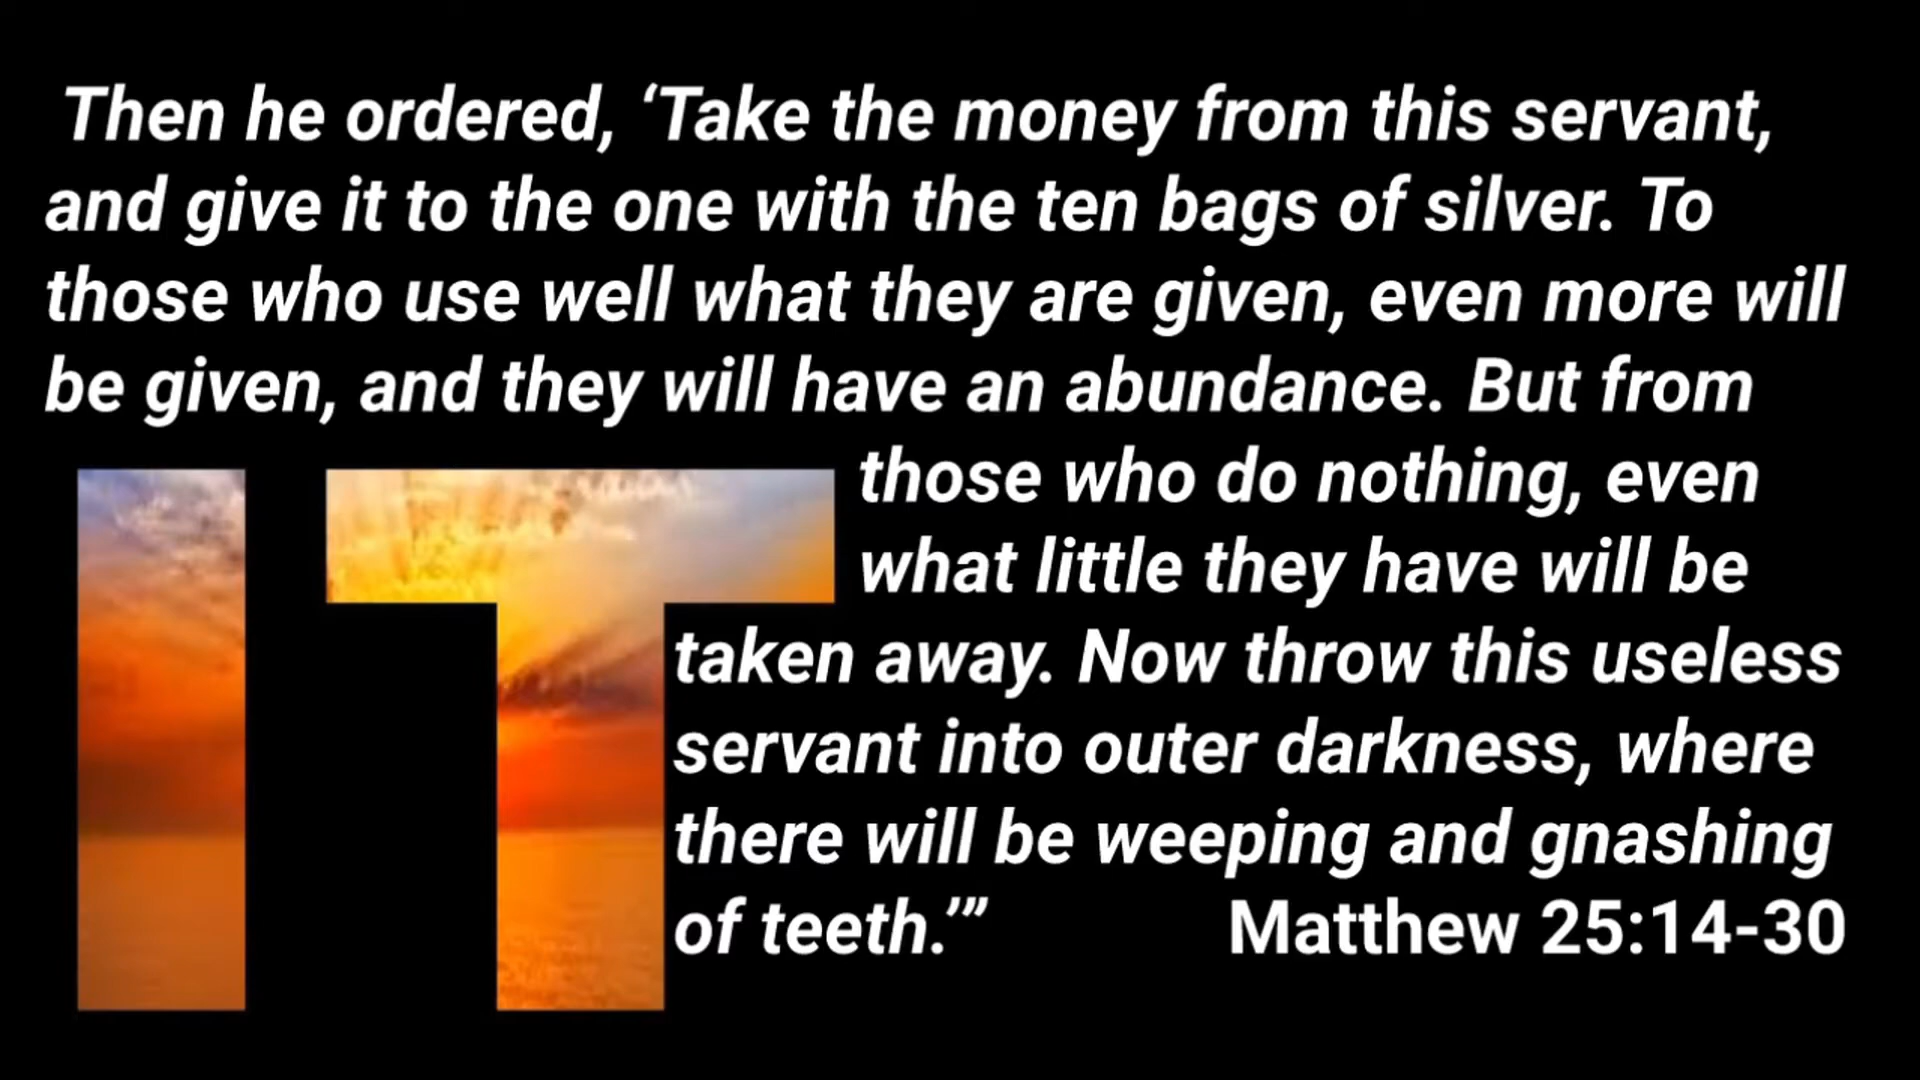 Then he ordered, ‘Take the money from this servant,
and give it to the one with the ten bags of silver. To
those who use well what they are given, even more will
be given, and they will have an abundance. But from
those who do nothing, even
what little they have will be
taken away. Now throw this useless
servant into outer darkness, where
there will be weeping and gnashing
of teeth.’”
Matthew 25:14-30
IT